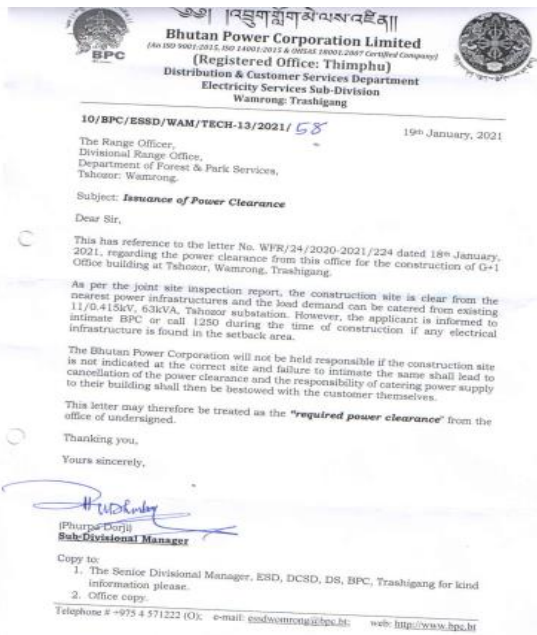 ༄༅། །འབྲུག་གློག་མེ་ལས་འཛིན།།
BPC
Bhutan Power Corporation Limited
(An ISO 9001:2015, ISO 14001:2015 & OHSAS 18001:2007 Certified Company)
(Registered Office: Thimphu)
Distribution & Customer Services Department
Electricity Services Sub-Division
Wamrong: Trashigang
10/BPC/ESSD/WAM/TECH-13/2021/ 58
19th January, 2021
The Range Officer,
Divisional Range Office,
Department of Forest & Park Services,
Tshozor: Wamrong.
Subject: Issuance of Power Clearance
Dear Sir,
This has reference to the letter No. WFR/24/2020-2021/224 dated 18th January,
2021, regarding the power clearance from this office for the construction of G+1
Office building at Tshozor, Wamrong, Trashigang.
As per the joint site inspection report, the construction site is clear from the
nearest power infrastructures and the load demand can be catered from existing
11/0.415kV, 63kVA, Tshozor substation. However, the applicant is informed to
intimate BPC or call 1250 during the time of construction if any electrical
infrastructure is found in the setback area.
The Bhutan Power Corporation will not be held responsible if the construction site
is not indicated at the correct site and failure to intimate the same shall lead to
cancellation of the power clearance and the responsibility of catering power supply
to their building shall then be bestowed with the customer themselves.
This letter may therefore be treated as the "required power clearance" from the
office of undersigned.
Thanking you,
Yours sincerely,
(Phurpa Dorji)
Sub-Divisional Manager
Copy to:
1. The Senior Divisional Manager, ESD, DCSD, DS, BPC, Trashigang for kind
information please.
2. Office copy.
Telephone # +975 4 571222 (O); e-mail: essdwomrong@bpc.bt; web: http://www.bpc.bt